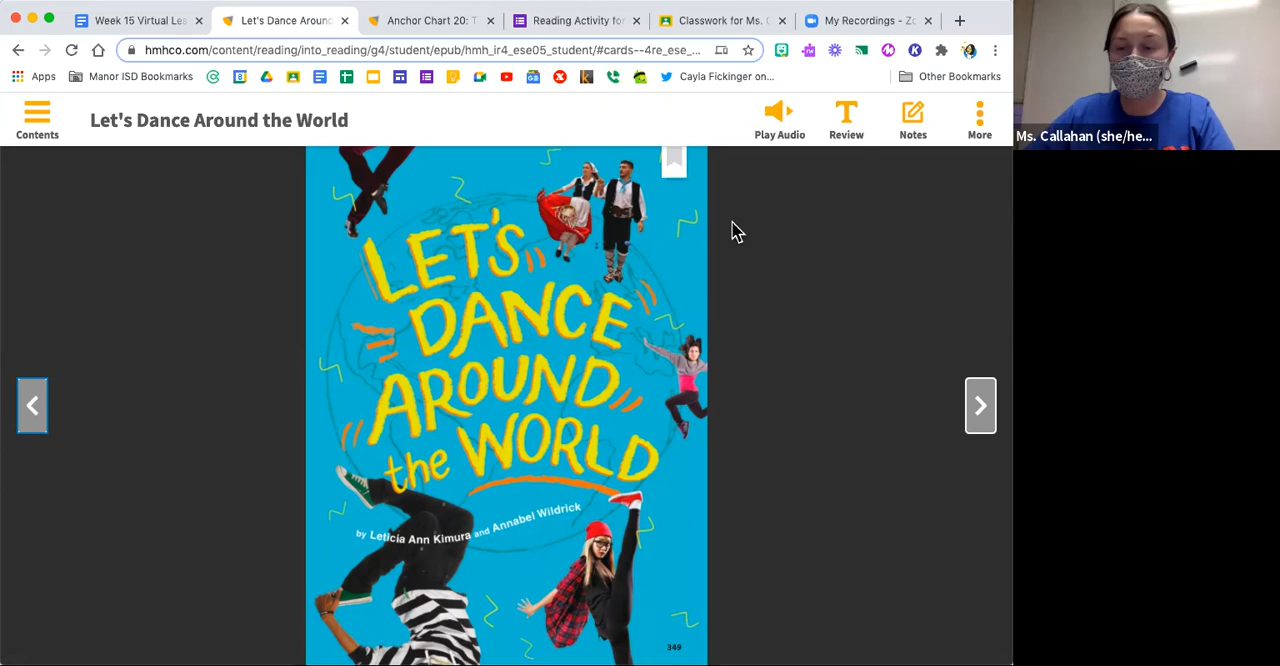 Week 15 Virtual Les
Let's Dance Around
Anchor Chart 20: T
Reading Activity for
Classwork for Ms. C
My Recordings - Zo
hmhco.com/content/reading/into_reading/g4/student/epub/hmh_ir4_ese05_student/#cards--4re_ese_...
Apps
Manor ISD Bookmarks
Cayla Fickinger on...
Other Bookmarks
Contents
Let's Dance Around the World
Play Audio
Review
Notes
More
Ms. Callahan (she/he...
LET'S
DANCE
AROUND
the WORLD
by Leticia Ann Kimura and Annabel Wildrick
349